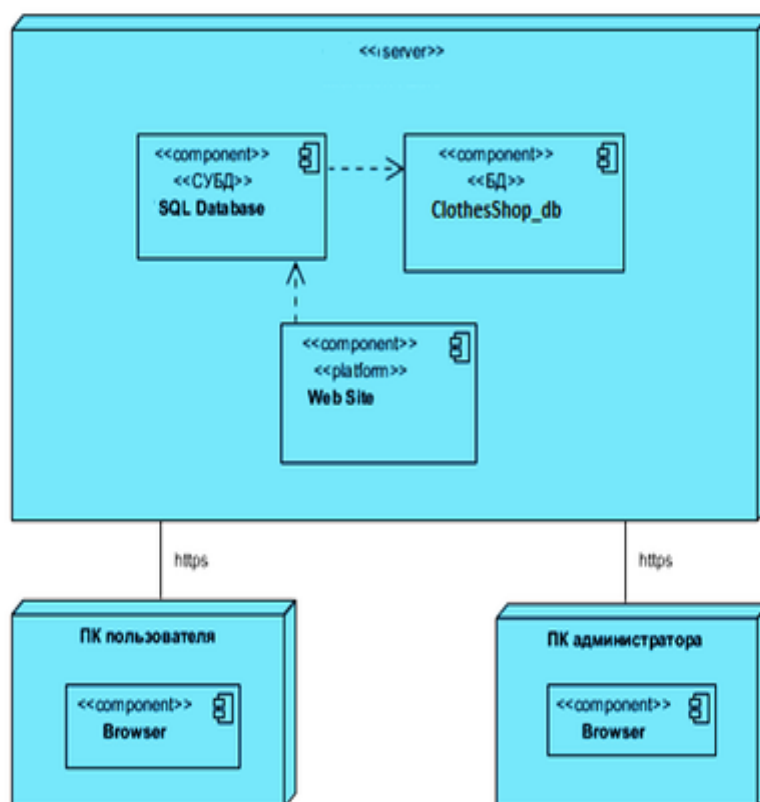 <<server>>
<<component>>
<<СУБД>>
SQL Database
<<component>>
<<БД>>
ClothesShop_db
<<component>>
<<platform>>
Web Site
https
https
ПК пользователя
<<component>>
Browser
ПК администратора
<<component>>
Browser